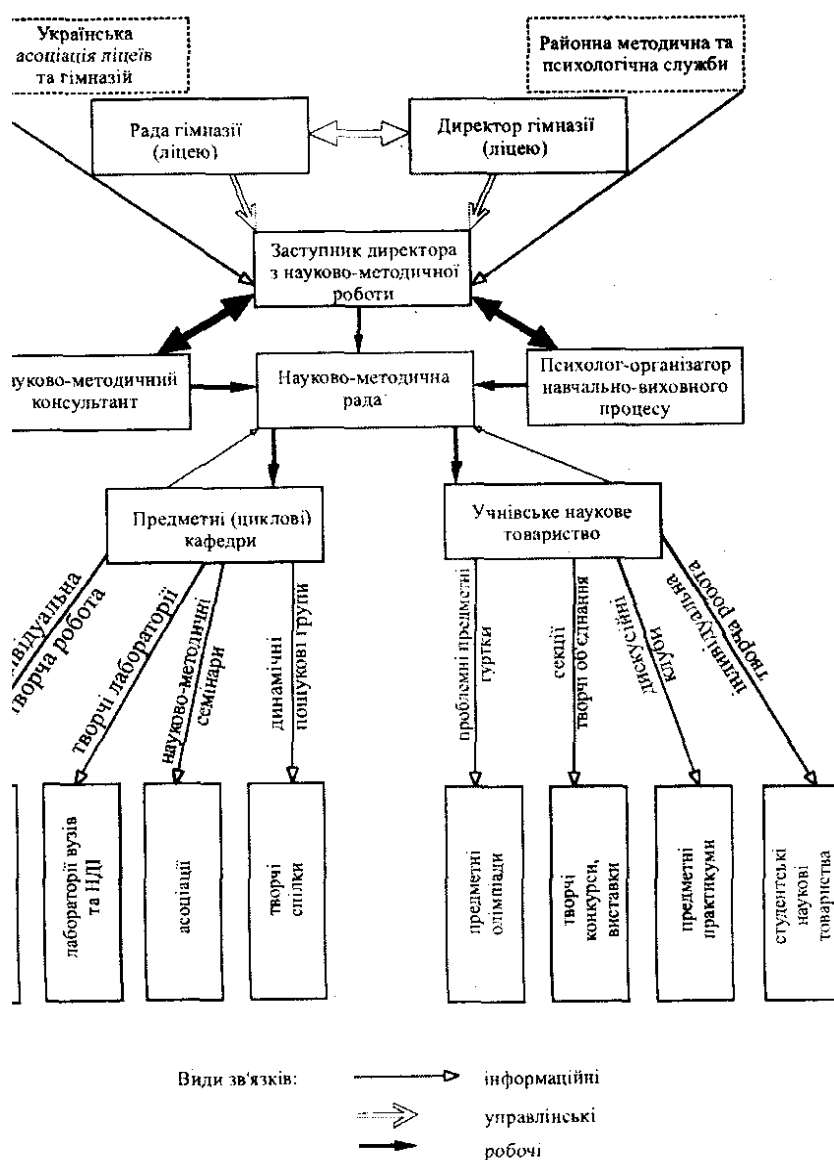 Українська
асоціація ліцеїв
та гімназій
Районна методична та
психологічна служби
Рада гімназії
(ліцею)
Директор гімназії
(ліцею)
Заступник директора
з науково-методичної
роботи
уково-методичний
консультант
Науково-методична
рада
Психолог-організатор
навчально-виховного
процесу
Предметні (циклові)
кафедри
Учнівське наукове
товариство
ивідуальна
творча робота
творчі лабораторії
науково-методичні
семінари
динамічні
пошукові групи
проблемні предметні
гуртки
секції
творчі об'єднання
дискусійні
клуби
індивідуальна
творча робота
лабораторії вузів
та НДІ
асоціації
творчі
спілки
предметні
олімпіади
творчі
конкурси,
виставки
предметні
практикуми
студентські
наукові
товариства
Види зв'язків:
інформаційні
управлінські
робочі